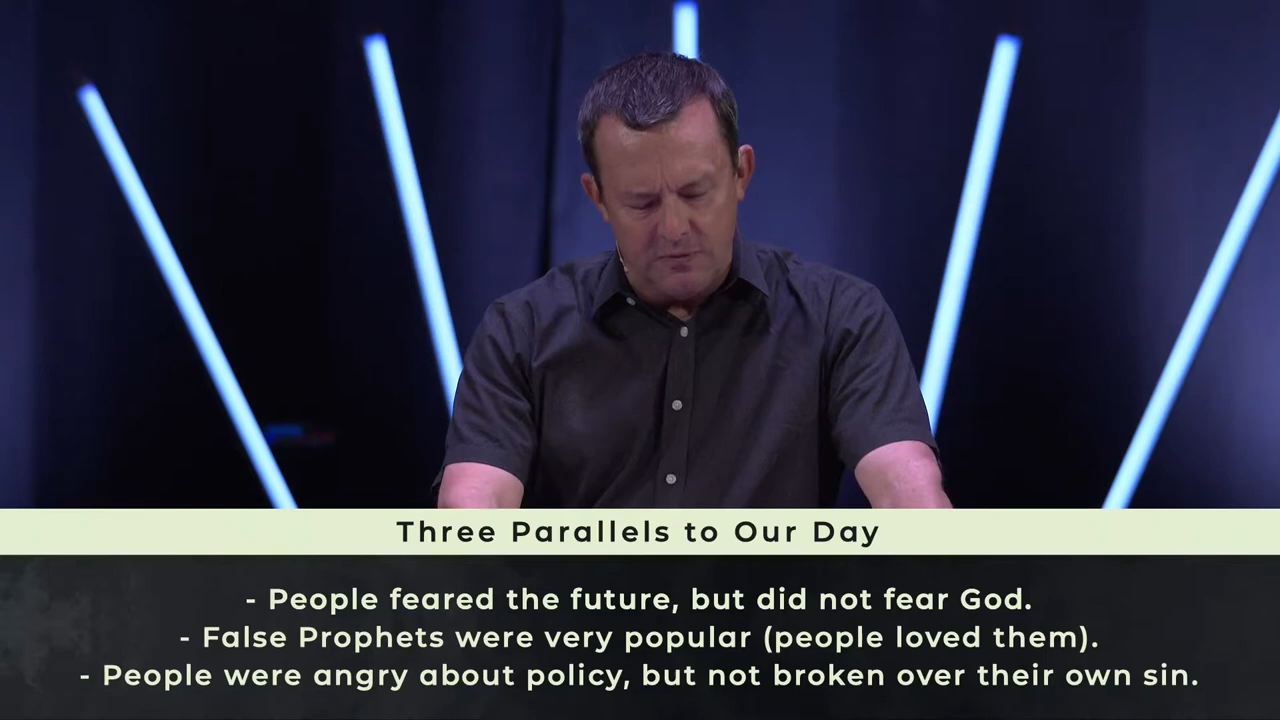 Three Parallels to Our Day
- People feared the future, but did not fear God.
- False Prophets were very popular (people loved them).
- People were angry about policy, but not broken over their own sin.